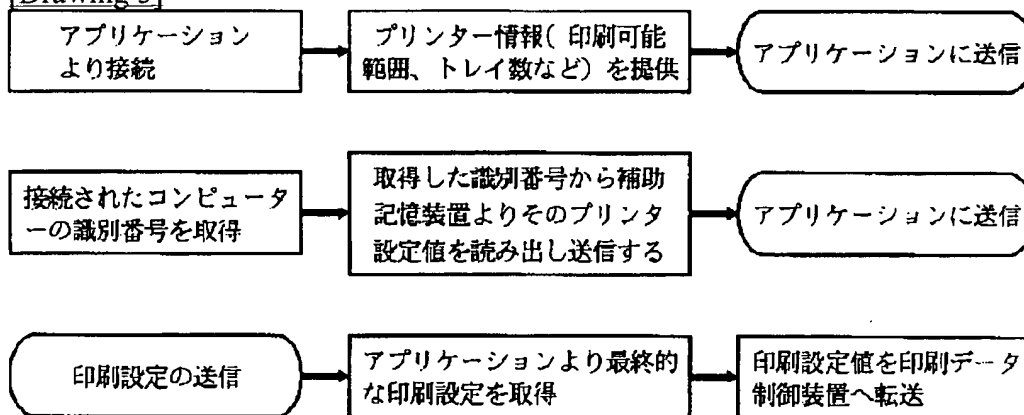 [Drawing 3]
アプリケーション
より接続
プリンター情報( 印刷可能
範囲、トレイ数など）を提供
アプリケーションに送信
接続されたコンピュータ
ーの識別番号を取得
取得した識別番号から補助
記憶装置よりそのプリンタ
設定値を読み出し送信する
アプリケーションに送信
印刷設定の送信
アプリケーションより最終的
な印刷設定を取得
印刷設定値を印刷データ
制御装置へ転送